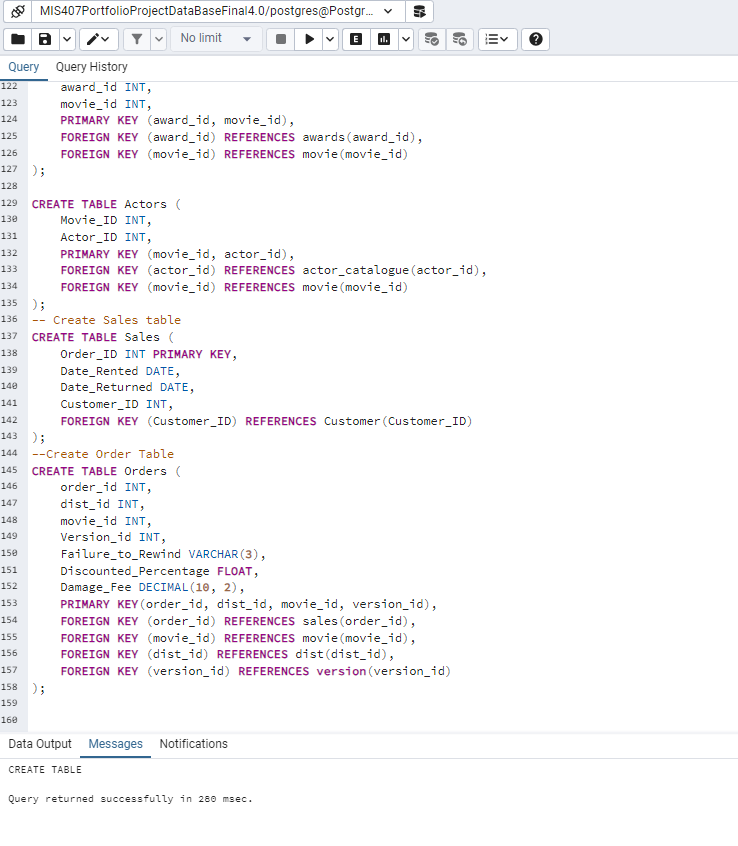 MIS407PortfolioProjectDataBaseFinal4.0/postgres@Postgr...
No limit
E
Query Query History
122 award_id INT,
123 movie_id INT,
124 PRIMARY KEY (award_id, movie_id),
125 FOREIGN KEY (award_id) REFERENCES awards(award_id),
126 FOREIGN KEY (movie_id) REFERENCES movie(movie_id)
127 );
128
129 CREATE TABLE Actors (
130 Movie_ID INT,
131 Actor_ID INT,
132 PRIMARY KEY (movie_id, actor_id),
133 FOREIGN KEY (actor_id) REFERENCES actor_catalogue(actor_id),
134 FOREIGN KEY (movie_id) REFERENCES movie(movie_id)
135 );
136 -- Create Sales table
137 CREATE TABLE Sales (
138 Order_ID INT PRIMARY KEY,
139 Date_Rented DATE,
140 Date_Returned DATE,
141 Customer_ID INT,
142 FOREIGN KEY (Customer_ID) REFERENCES Customer(Customer_ID)
143 );
144 --Create Order Table
145 CREATE TABLE Orders (
146 order_id INT,
147 dist_id INT,
148 movie_id INT,
149 Version_id INT,
150 Failure_to_Rewind VARCHAR(3),
151 Discounted_Percentage FLOAT,
152 Damage_Fee DECIMAL(10, 2),
153 PRIMARY KEY(order_id, dist_id, movie_id, version_id),
154 FOREIGN KEY (order_id) REFERENCES sales(order_id),
155 FOREIGN KEY (movie_id) REFERENCES movie(movie_id),
156 FOREIGN KEY (dist_id) REFERENCES dist(dist_id),
157 FOREIGN KEY (version_id) REFERENCES version(version_id)
158 );
159
160
Data Output Messages Notifications
CREATE TABLE
Query returned successfully in 280 msec.